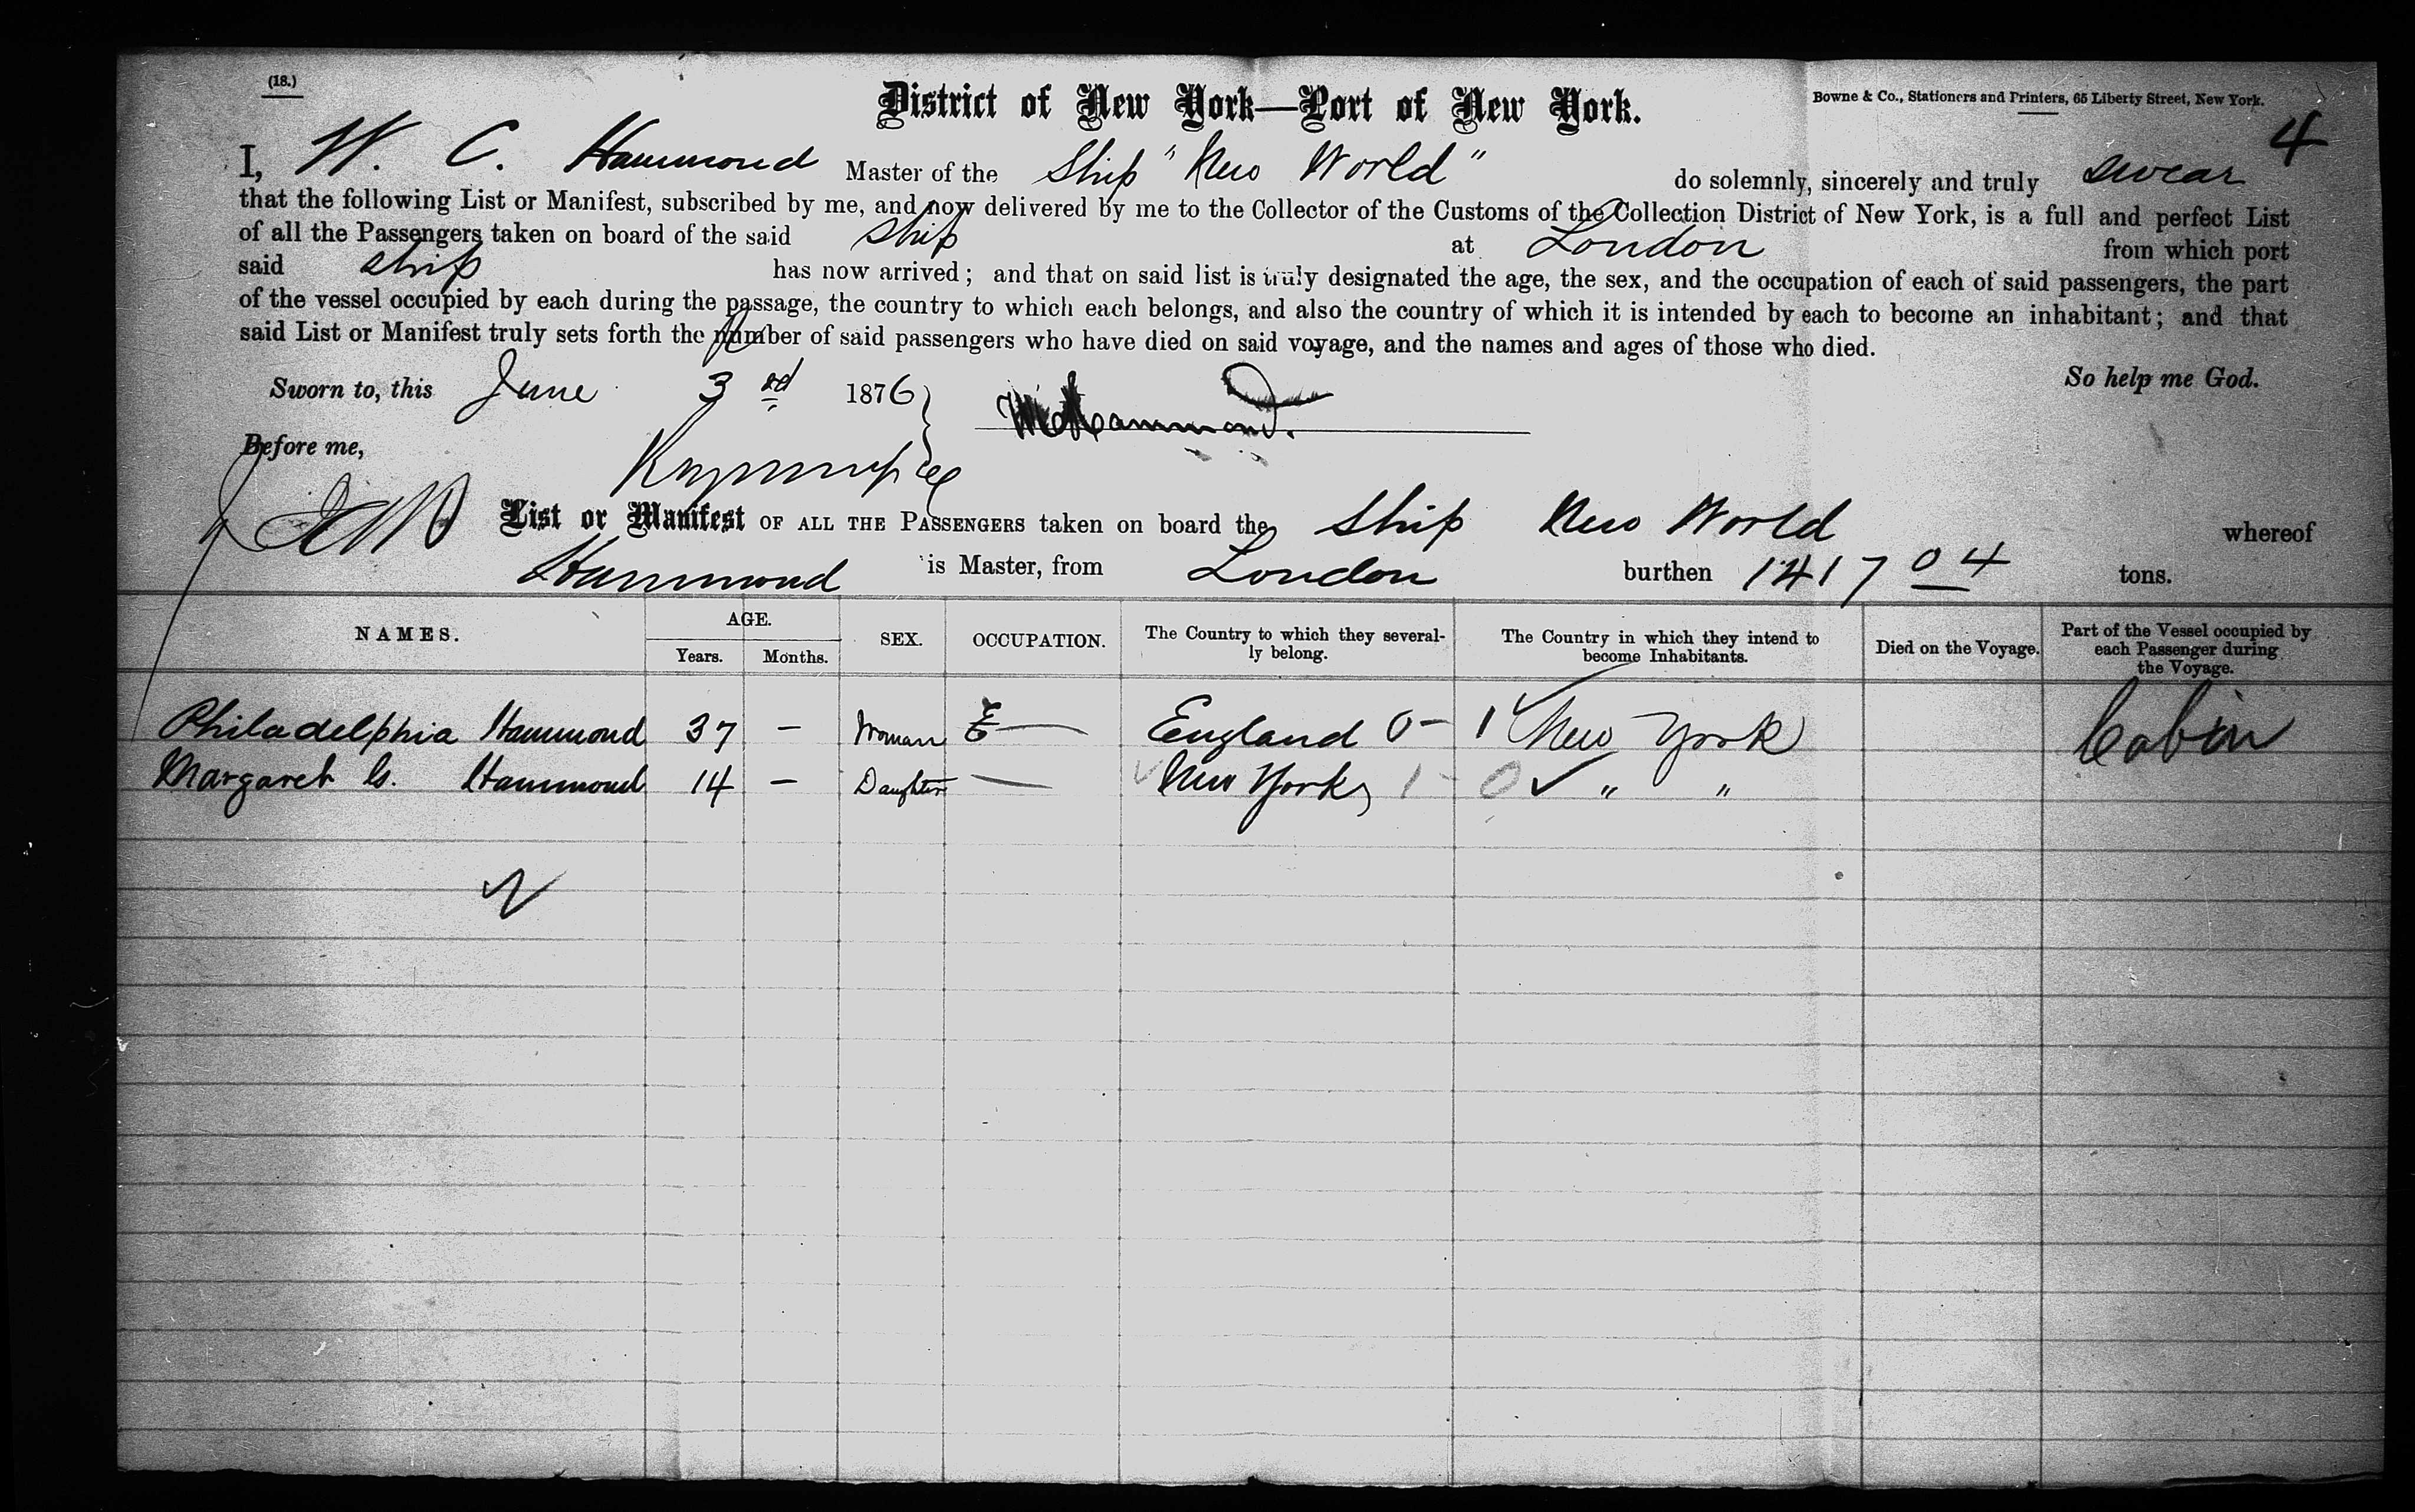 (18.)
District of New York—Port of New York.
Bowne & Co., Stationers and Printers, 65 Liberty Street, New York.
4
I, W. C. Hammond Master of the Ship "New World" do solemnly, sincerely and truly swear
that the following List or Manifest, subscribed by me, and now delivered by me to the Collector of the Customs of the Collection District of New York, is a full and perfect List
of all the Passengers taken on board of the said ship at London from which port
said ship has now arrived; and that on said list is truly designated the age, the sex, and the occupation of each of said passengers, the part
of the vessel occupied by each during the passage, the country to which each belongs, and also the country of which it is intended by each to become an inhabitant; and that
said List or Manifest truly sets forth the number of said passengers who have died on said voyage, and the names and ages of those who died.
So help me God.
Sworn to, this June 3rd 1876 } W C Hammond.
Before me,
List or Manifest OF ALL THE PASSENGERS taken on board the Ship New World whereof
Hammond is Master, from London burthen 1417 04 tons.
NAMES. AGE. Years. Months. SEX. OCCUPATION. The Country to which they severally belong. The Country in which they intend to become Inhabitants. Died on the Voyage. Part of the Vessel occupied by each Passenger during the Voyage.
Philadelphia Hammond 37 - Woman E— England 0- 1 New York Cabin
Margaret G. Hammond 14 - Daughter — New York 1- 0 " "